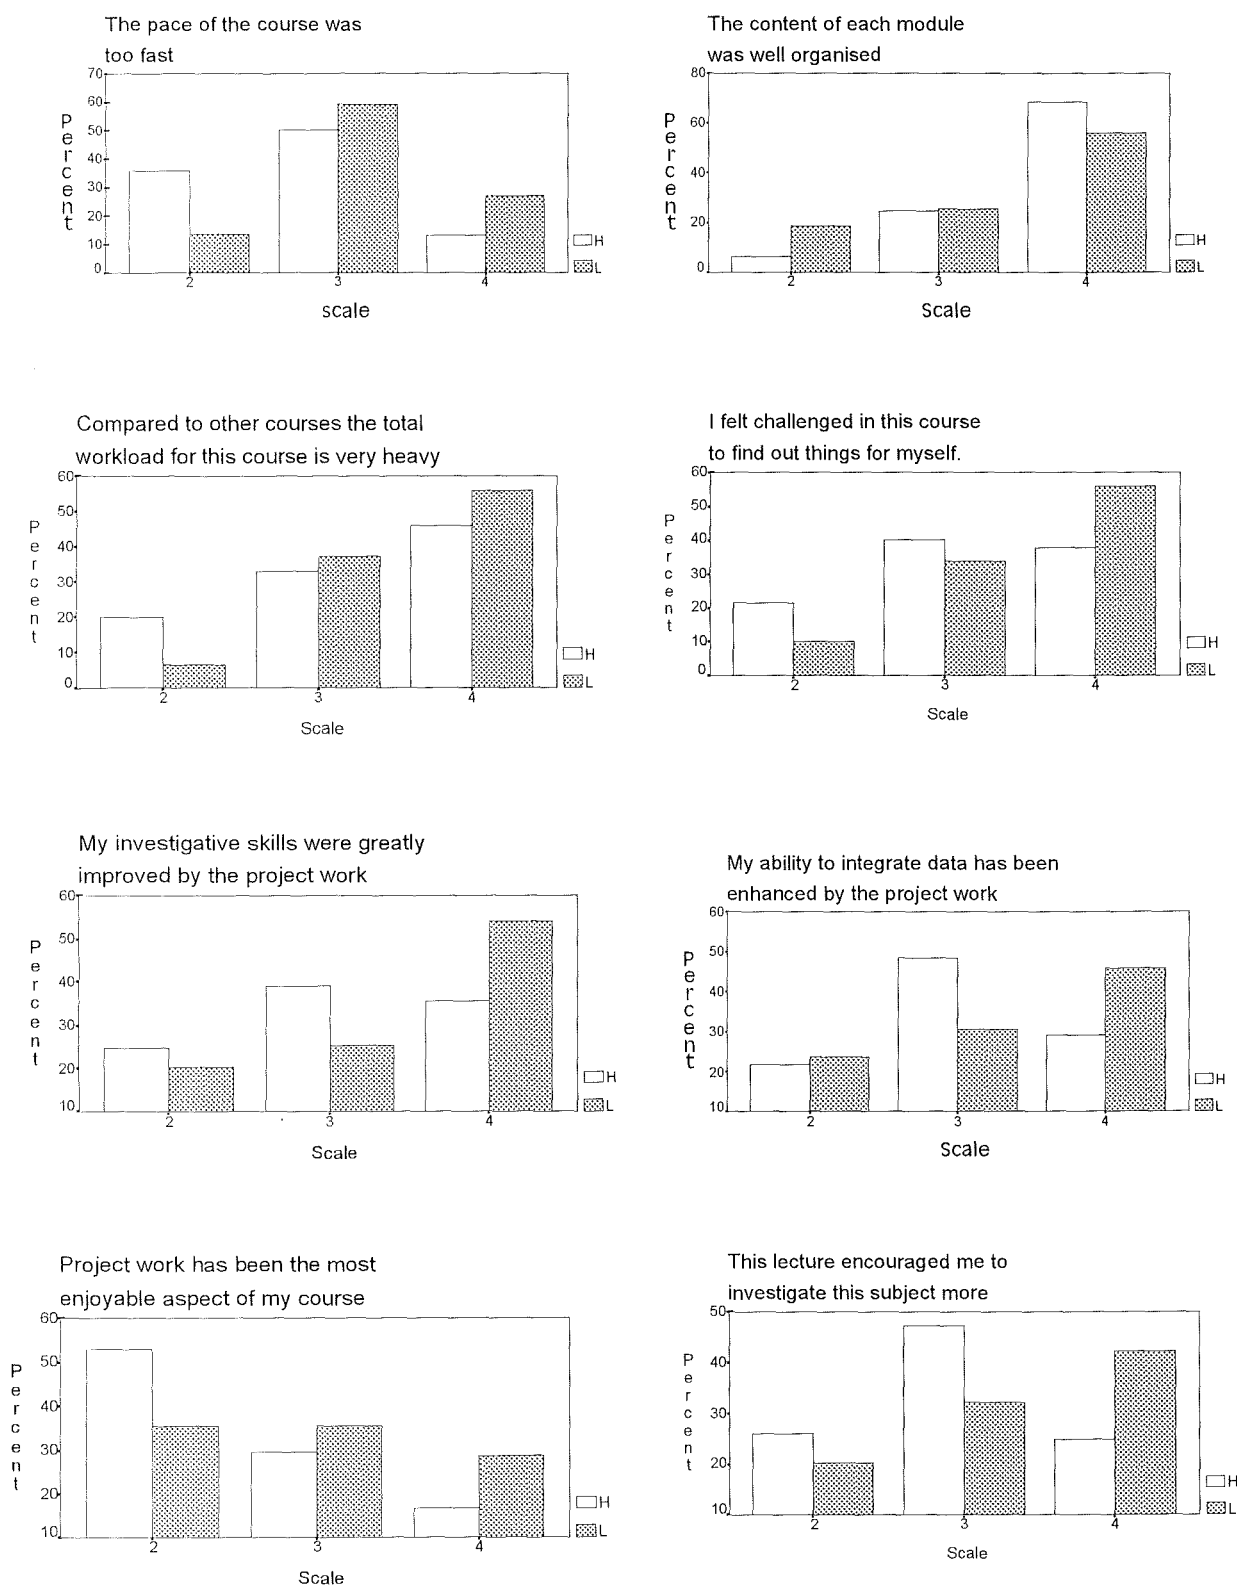 The pace of the course was
too fast
70
60
50
40
30
20
10
0
Percent
2
3
4
scale
H
L
The content of each module
was well organised
80
60
40
20
0
Percent
2
3
4
Scale
H
L
Compared to other courses the total
workload for this course is very heavy
60
50
40
30
20
10
0
Percent
2
3
4
Scale
H
L
I felt challenged in this course
to find out things for myself.
60
50
40
30
20
10
0
Percent
2
3
4
Scale
H
L
My investigative skills were greatly
improved by the project work
60
50
40
30
20
10
Percent
2
3
4
Scale
H
L
My ability to integrate data has been
enhanced by the project work
60
50
40
30
20
10
Percent
2
3
4
Scale
H
L
Project work has been the most
enjoyable aspect of my course
60
50
40
30
20
10
Percent
2
3
4
Scale
H
L
This lecture encouraged me to
investigate this subject more
50
40
30
20
10
Percent
2
3
4
Scale
H
L